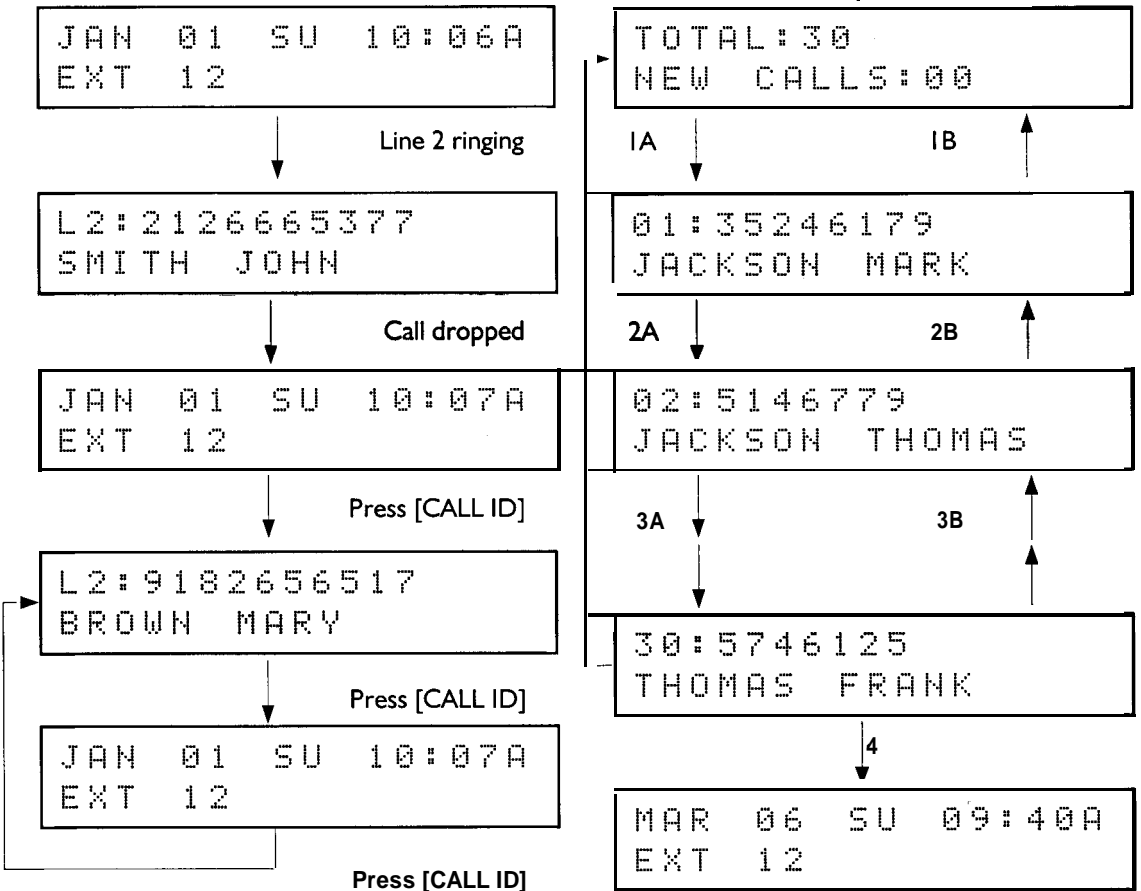 JAN 01 SU 10:06A
EXT 12
Line 2 ringing
L2:2126665377
SMITH JOHN
Call dropped
JAN 01 SU 10:07A
EXT 12
Press [CALL ID]
L2:9182656517
BROWN MARY
Press [CALL ID]
JAN 01 SU 10:07A
EXT 12
Press [CALL ID]
TOTAL:30
NEW CALLS:00
1A 1B
01:35246179
JACKSON MARK
2A 2B
02:5146779
JACKSON THOMAS
3A 3B
30:5746125
THOMAS FRANK
4
MAR 06 SU 09:40A
EXT 12